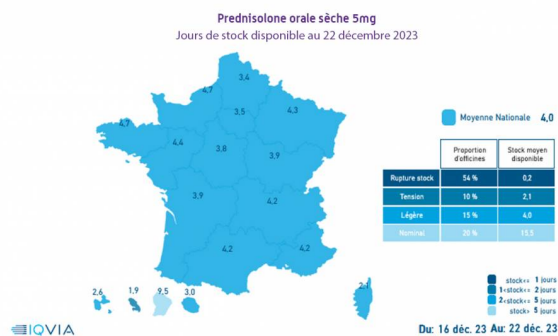 Prednisolone orale sèche 5mg
Jours de stock disponible au 22 décembre 2023
3,4
4,7
3,5
4,3
4,7
4,4
3.8
3,9
3,9
4,2
4,2
4,2
2,6
1,9
9,5
3,0
2,1
Moyenne Nationale 4,0
Proportion d'officines
Stock moyen disponible
Rupture stock 54 % 0,2
Tension 10 % 2,1
Légère 15 % 4,0
Nominal 20 % 15,5
stock<= 1 jours
1<stock<= 2 jours
2<stock<= 5 jours
stock> 5 jours
IQVIA
Du: 16 déc. 23 Au: 22 déc. 23